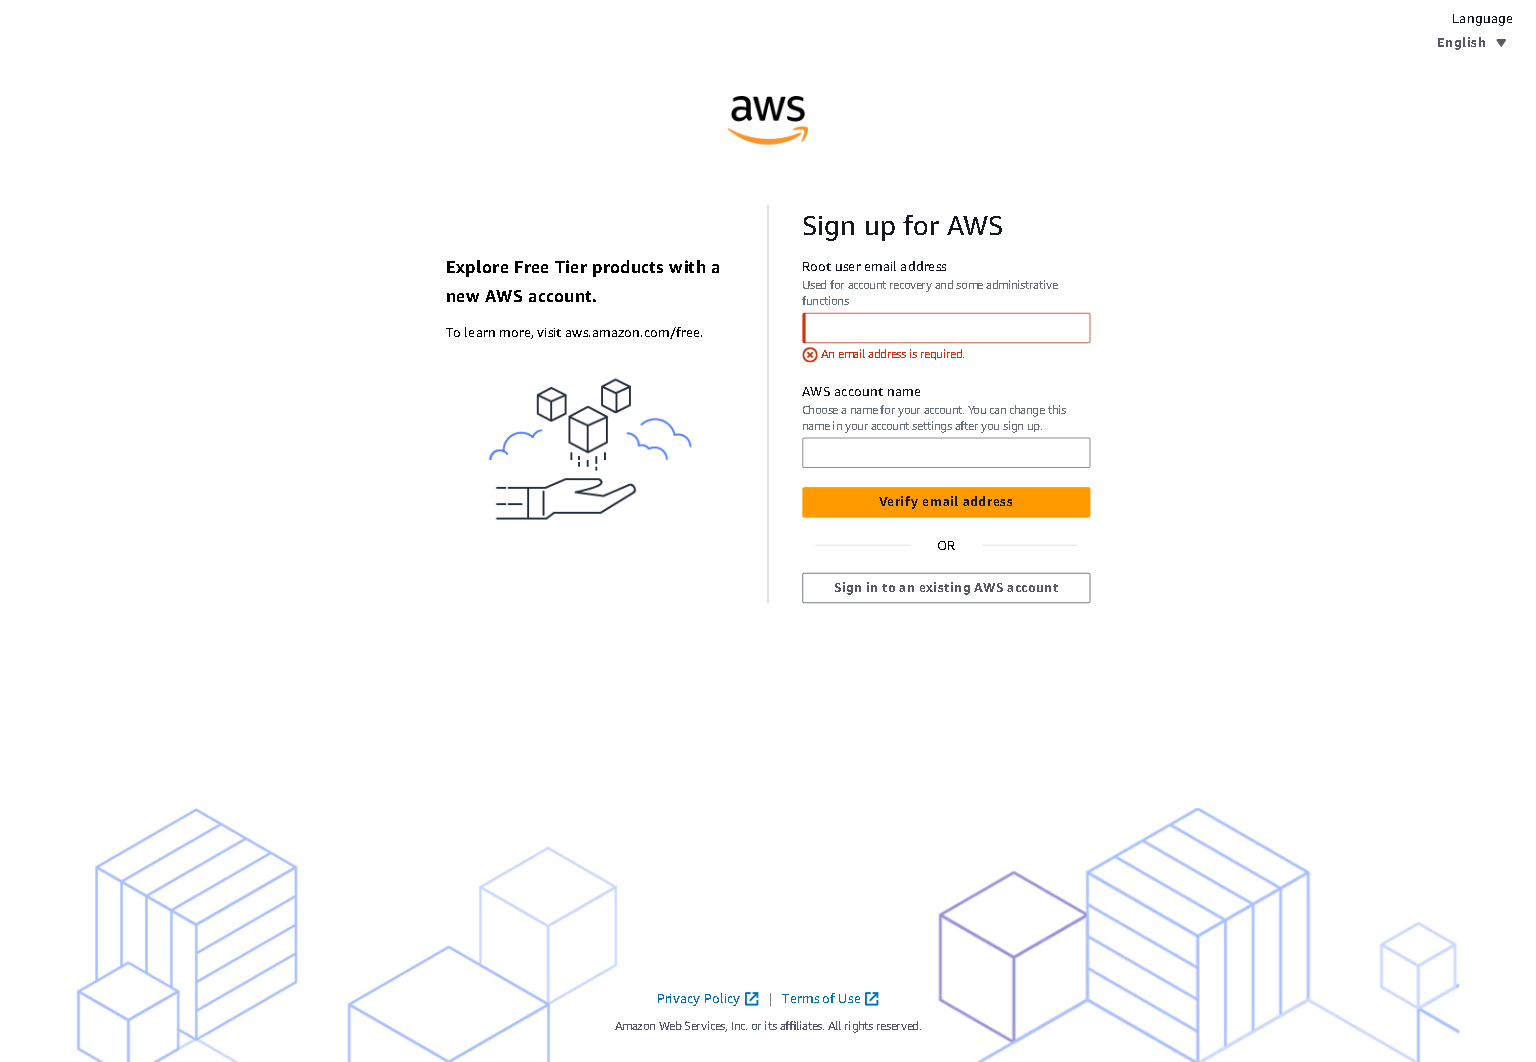 Language
English
aws
Explore Free Tier products with a
new AWS account.
To learn more, visit aws.amazon.com/free.
Sign up for AWS
Root user email address
Used for account recovery and some administrative
functions
An email address is required.
AWS account name
Choose a name for your account. You can change this
name in your account settings after you sign up.
Verify email address
OR
Sign in to an existing AWS account
Privacy Policy | Terms of Use
Amazon Web Services, Inc. or its affiliates. All rights reserved.